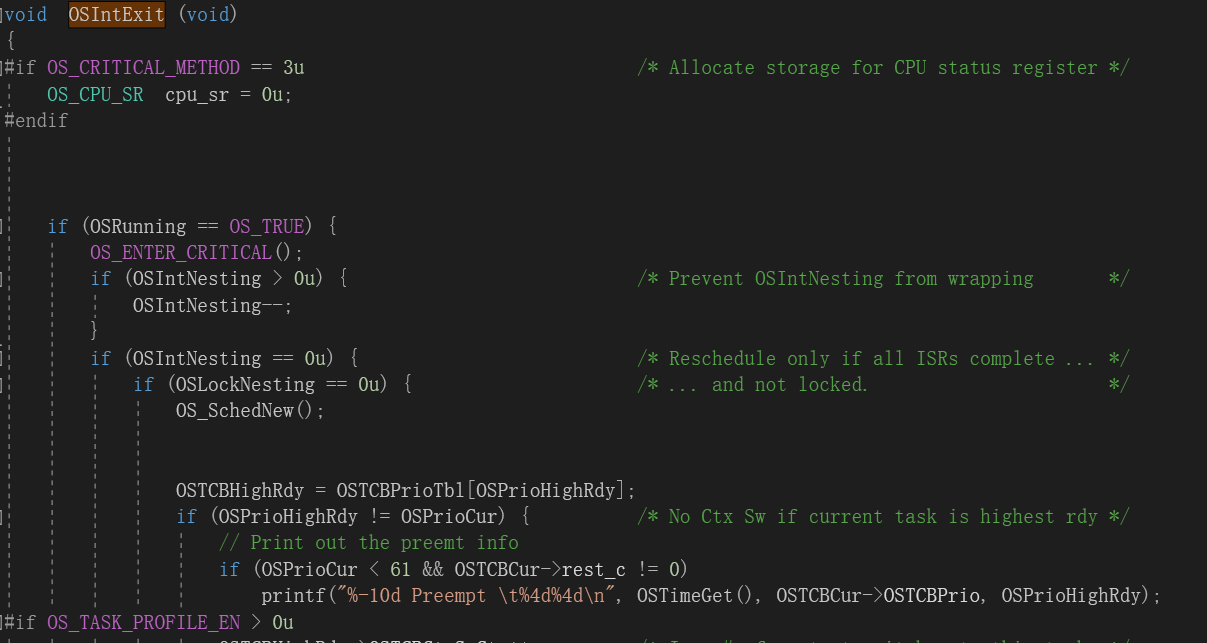 void  OSIntExit (void)
{
#if OS_CRITICAL_METHOD == 3u                               /* Allocate storage for CPU status register */
    OS_CPU_SR  cpu_sr = 0u;
#endif
    if (OSRunning == OS_TRUE) {
        OS_ENTER_CRITICAL();
        if (OSIntNesting > 0u) {                           /* Prevent OSIntNesting from wrapping       */
            OSIntNesting--;
        }
        if (OSIntNesting == 0u) {                          /* Reschedule only if all ISRs complete ... */
            if (OSLockNesting == 0u) {                     /* ... and not locked.                      */
                OS_SchedNew();
                OSTCBHighRdy = OSTCBPrioTbl[OSPrioHighRdy];
                if (OSPrioHighRdy != OSPrioCur) {          /* No Ctx Sw if current task is highest rdy */
                    // Print out the preemt info
                    if (OSPrioCur < 61 && OSTCBCur->rest_c != 0)
                        printf("%-10d Preempt \t%4d%4d\n", OSTimeGet(), OSTCBCur->OSTCBPrio, OSPrioHighRdy);
#if OS_TASK_PROFILE_EN > 0u